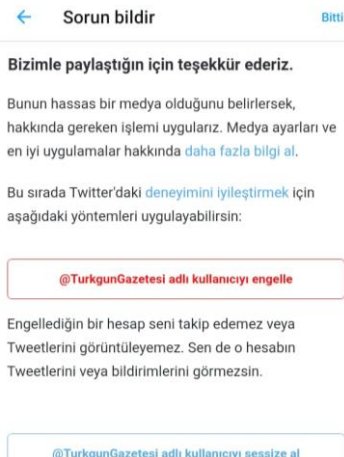 Sorun bildir
Bitti
Bizimle paylaştığın için teşekkür ederiz.
Bunun hassas bir medya olduğunu belirlersek,
hakkında gereken işlemi uygularız. Medya ayarları ve
en iyi uygulamalar hakkında daha fazla bilgi al.
Bu sırada Twitter'daki deneyimini iyileştirmek için
aşağıdaki yöntemleri uygulayabilirsin:
@TurkgunGazetesi adlı kullanıcıyı engelle
Engellediğin bir hesap seni takip edemez veya
Tweetlerini görüntüleyemez. Sen de o hesabın
Tweetlerini veya bildirimlerini görmezsin.
@TurkgunGazetesi adlı kullanıcıyı sessize al